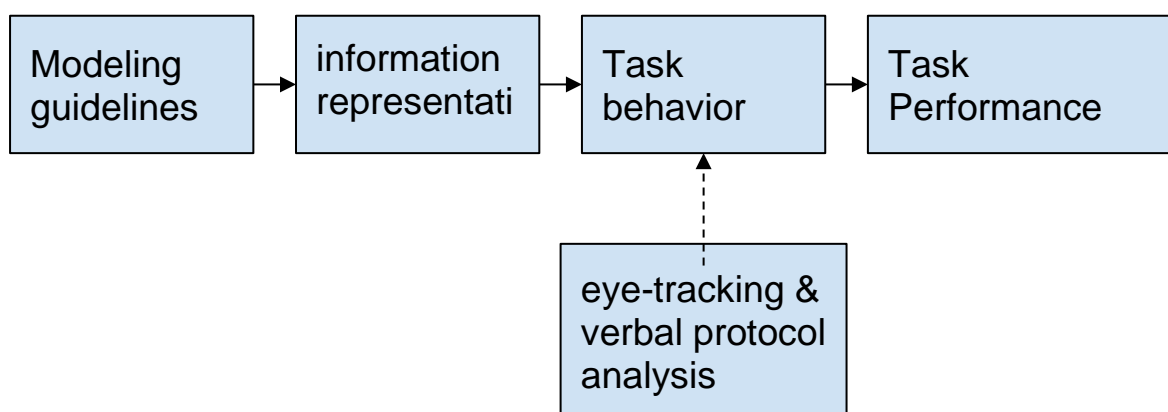 Modeling
guidelines
information
representati
Task
behavior
Task
Performance
eye-tracking &
verbal protocol
analysis